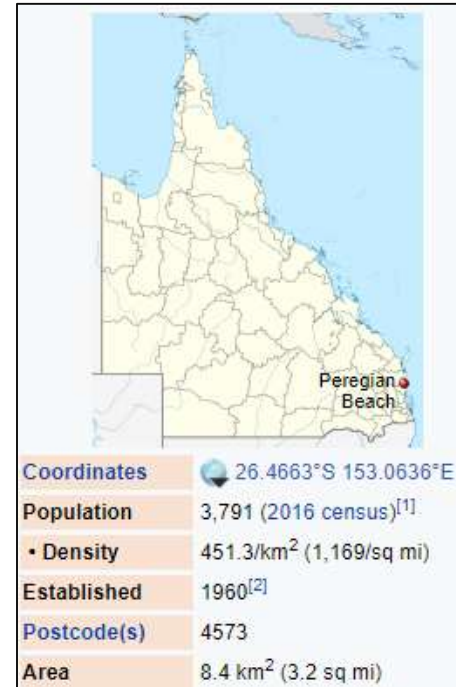 Peregian
Beach
Coordinates 26.4663°S 153.0636°E
Population 3,791 (2016 census)[1]
• Density 451.3/km² (1,169/sq mi)
Established 1960[2]
Postcode(s) 4573
Area 8.4 km² (3.2 sq mi)